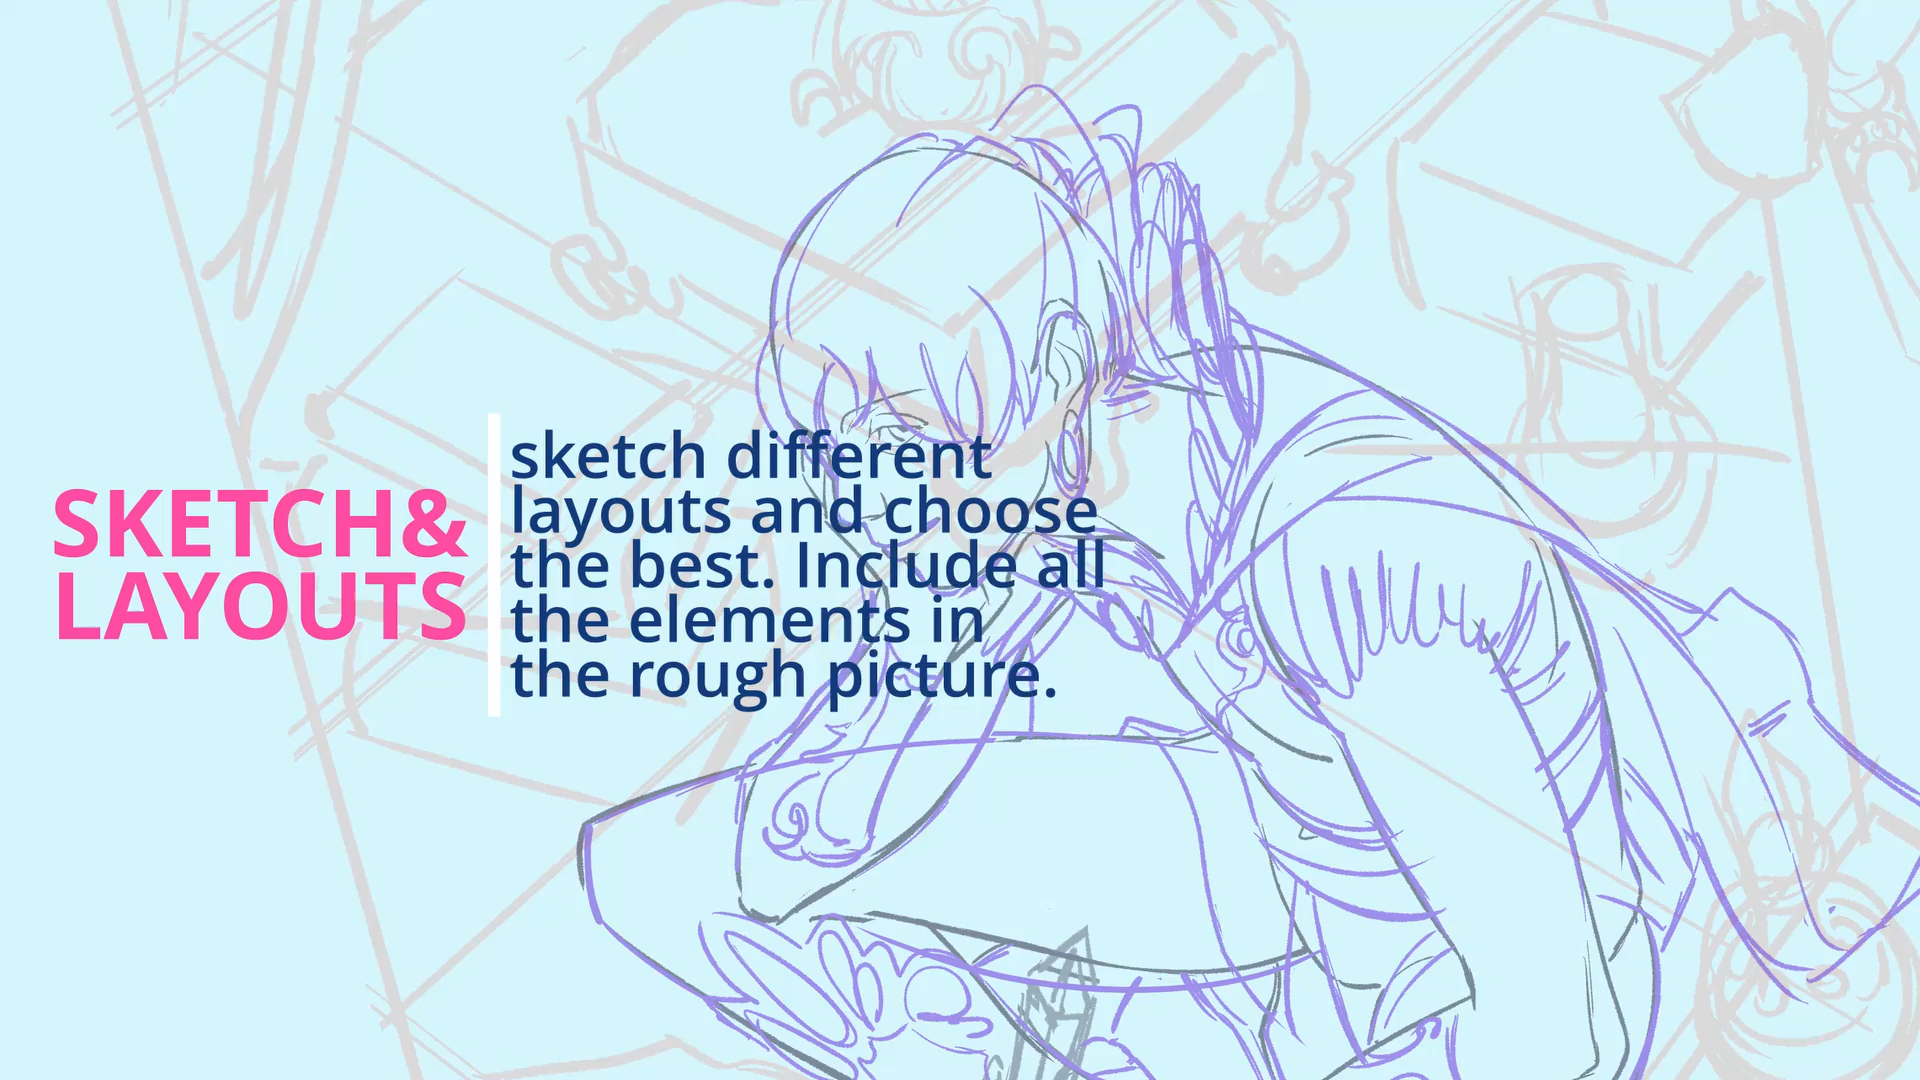 SKETCH&
LAYOUTS
sketch different
layouts and choose
the best. Include all
the elements in
the rough picture.